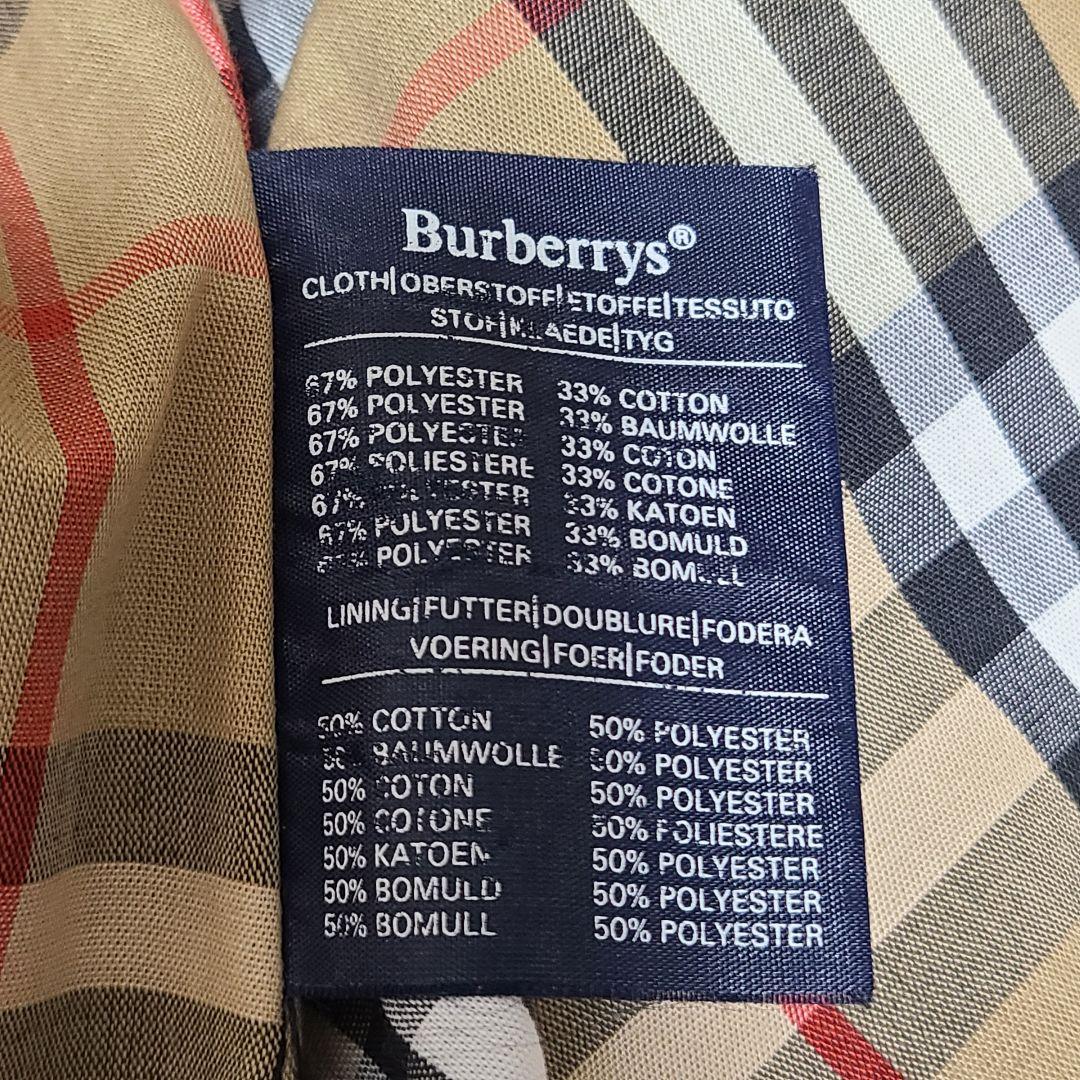 Burberrys®
CLOTH|OBERSTOFF|ETOFFE|TESSUTO
STOF|KLAEDE|TYG
67% POLYESTER 33% COTTON
67% POLYESTER 33% BAUMWOLLE
67% POLYESTER 33% COTON
67% POLIESTERE 33% COTONE
67% POLYESTER 33% KATOEN
67% POLYESTER 33% BOMULD
67% POLYESTER 33% BOMULL
LINING|FUTTER|DOUBLURE|FODERA
VOERING|FOER|FODER
50% COTTON 50% POLYESTER
50% BAUMWOLLE 50% POLYESTER
50% COTON 50% POLYESTER
50% COTONE 50% POLIESTERE
50% KATOEN 50% POLYESTER
50% BOMULD 50% POLYESTER
50% BOMULL 50% POLYESTER